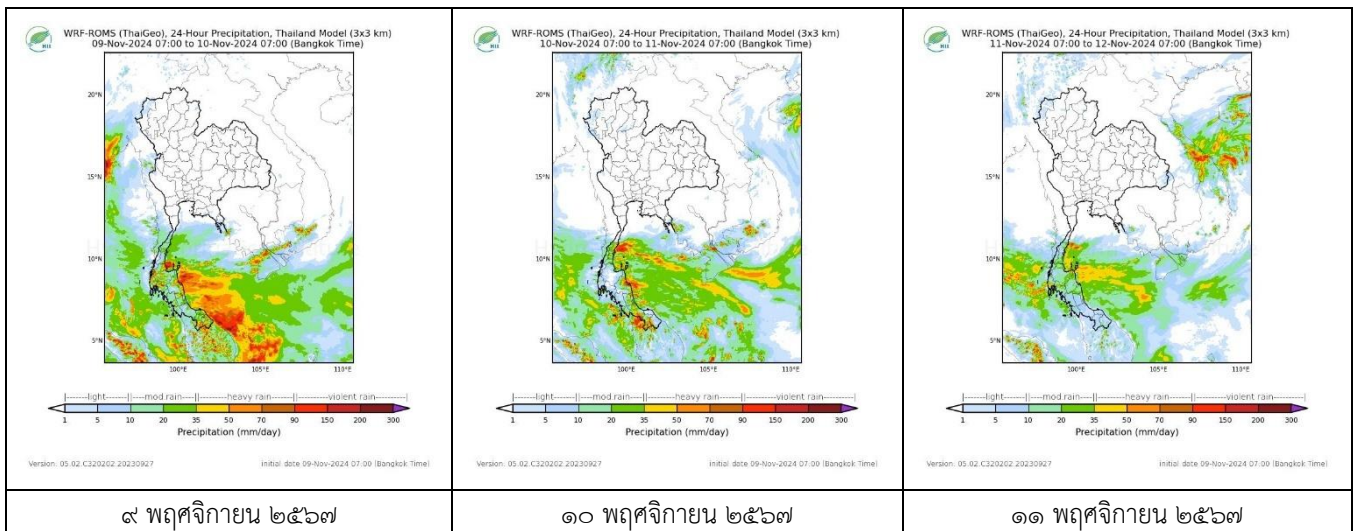 WRF-ROMS (ThaiGeo), 24-Hour Precipitation, Thailand Model (3x3 km)
09-Nov-2024 07:00 to 10-Nov-2024 07:00 (Bangkok Time)
20°N
15°N
10°N
5°N
100°E 105°E 110°E
|-------light-----||----mod rain-----||-------heavy rain-------||-------violent rain-------|
1 5 10 20 35 50 70 90 150 200 300
Precipitation (mm/day)
Version: 05.02.C320202 20230927 initial date 09-Nov-2024 07:00 (Bangkok Time)
๙ พฤศจิกายน ๒๕๖๗
WRF-ROMS (ThaiGeo), 24-Hour Precipitation, Thailand Model (3x3 km)
10-Nov-2024 07:00 to 11-Nov-2024 07:00 (Bangkok Time)
20°N
15°N
10°N
5°N
100°E 105°E 110°E
|-------light-----||----mod rain-----||-------heavy rain-------||-------violent rain-------|
1 5 10 20 35 50 70 90 150 200 300
Precipitation (mm/day)
Version: 05.02.C320202 20230927 initial date 09-Nov-2024 07:00 (Bangkok Time)
๑๐ พฤศจิกายน ๒๕๖๗
WRF-ROMS (ThaiGeo), 24-Hour Precipitation, Thailand Model (3x3 km)
11-Nov-2024 07:00 to 12-Nov-2024 07:00 (Bangkok Time)
20°N
15°N
10°N
5°N
100°E 105°E 110°E
|-------light-----||----mod rain-----||-------heavy rain-------||-------violent rain-------|
1 5 10 20 35 50 70 90 150 200 300
Precipitation (mm/day)
Version: 05.02.C320202 20230927 initial date 09-Nov-2024 07:00 (Bangkok Time)
๑๑ พฤศจิกายน ๒๕๖๗